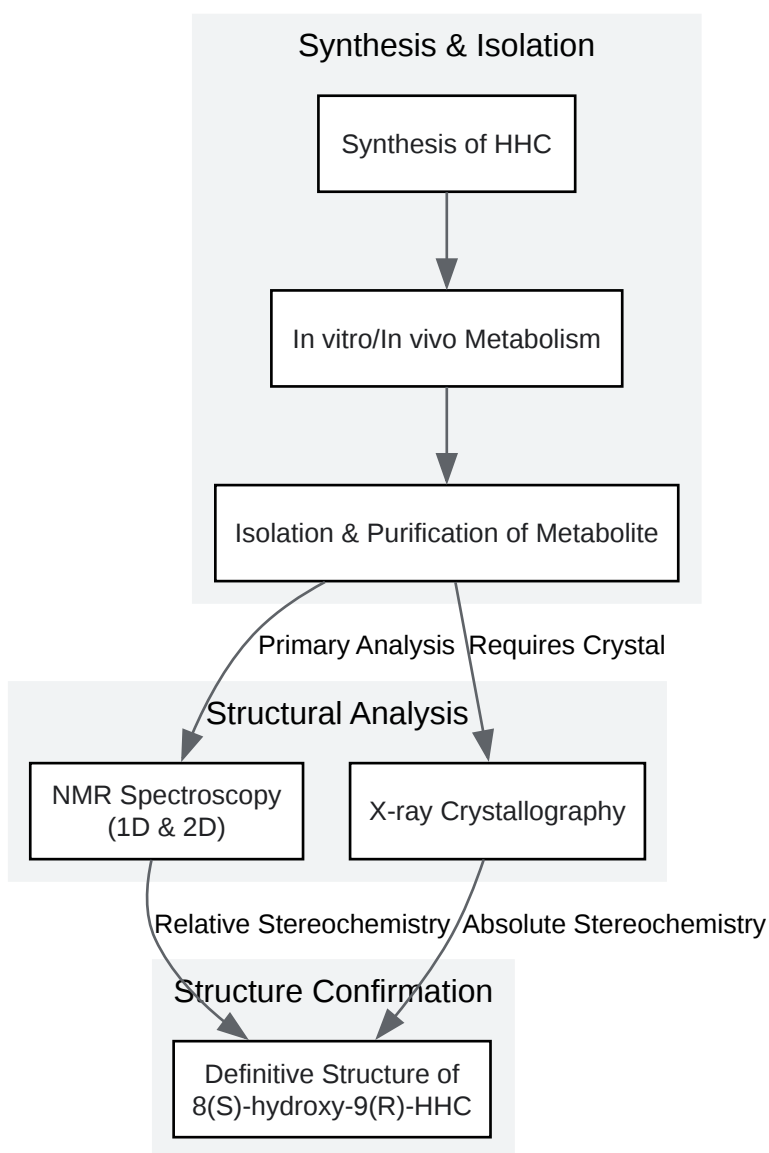 Synthesis & Isolation
Synthesis of HHC
In vitro/In vivo Metabolism
Isolation & Purification of Metabolite
Primary Analysis
Requires Crystal
Structural Analysis
NMR Spectroscopy
(1D & 2D)
X-ray Crystallography
Relative Stereochemistry
Absolute Stereochemistry
Structure Confirmation
Definitive Structure of
8(S)-hydroxy-9(R)-HHC